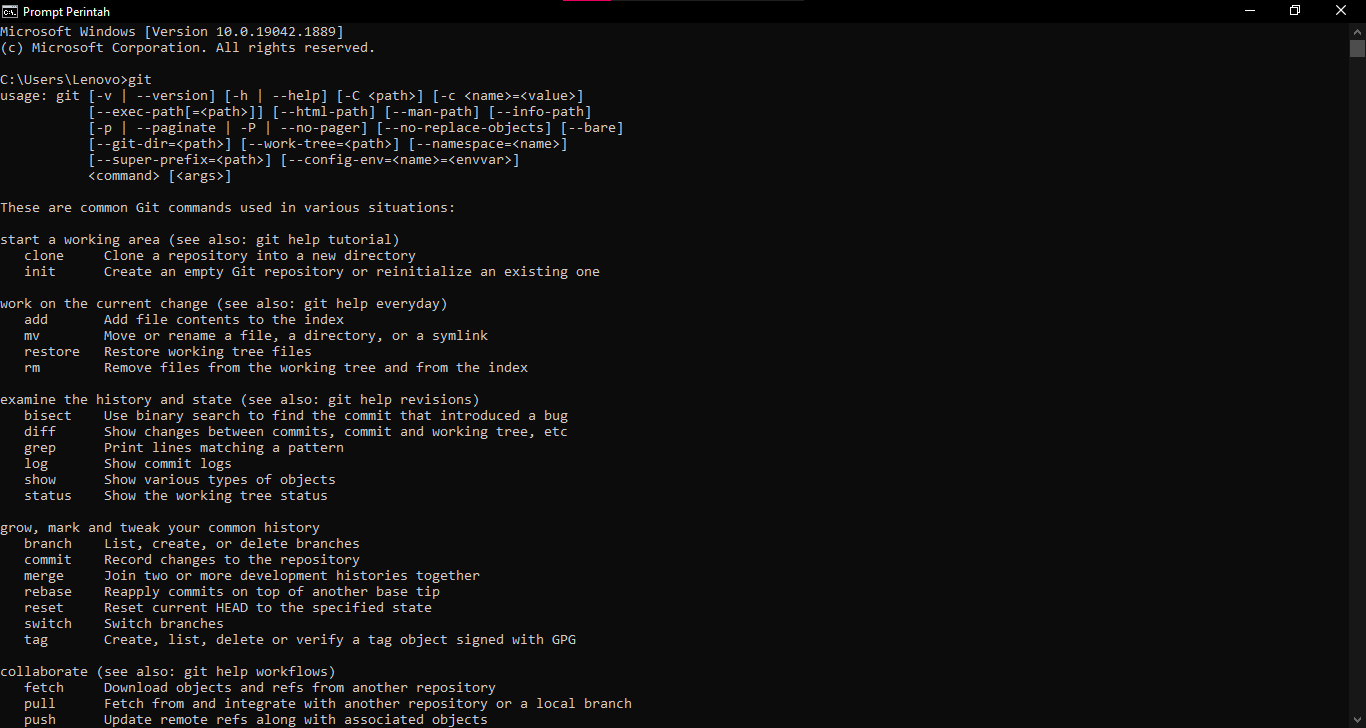 Prompt Perintah
Microsoft Windows [Version 10.0.19042.1889]
(c) Microsoft Corporation. All rights reserved.
C:\Users\Lenovo>git
usage: git [-v | --version] [-h | --help] [-C <path>] [-c <name>=<value>]
           [--exec-path[=<path>]] [--html-path] [--man-path] [--info-path]
           [-p | --paginate | -P | --no-pager] [--no-replace-objects] [--bare]
           [--git-dir=<path>] [--work-tree=<path>] [--namespace=<name>]
           [--super-prefix=<path>] [--config-env=<name>=<envvar>]
           <command> [<args>]
These are common Git commands used in various situations:
start a working area (see also: git help tutorial)
   clone     Clone a repository into a new directory
   init      Create an empty Git repository or reinitialize an existing one
work on the current change (see also: git help everyday)
   add       Add file contents to the index
   mv        Move or rename a file, a directory, or a symlink
   restore   Restore working tree files
   rm        Remove files from the working tree and from the index
examine the history and state (see also: git help revisions)
   bisect    Use binary search to find the commit that introduced a bug
   diff      Show changes between commits, commit and working tree, etc
   grep      Print lines matching a pattern
   log       Show commit logs
   show      Show various types of objects
   status    Show the working tree status
grow, mark and tweak your common history
   branch    List, create, or delete branches
   commit    Record changes to the repository
   merge     Join two or more development histories together
   rebase    Reapply commits on top of another base tip
   reset     Reset current HEAD to the specified state
   switch    Switch branches
   tag       Create, list, delete or verify a tag object signed with GPG
collaborate (see also: git help workflows)
   fetch     Download objects and refs from another repository
   pull      Fetch from and integrate with another repository or a local branch
   push      Update remote refs along with associated objects